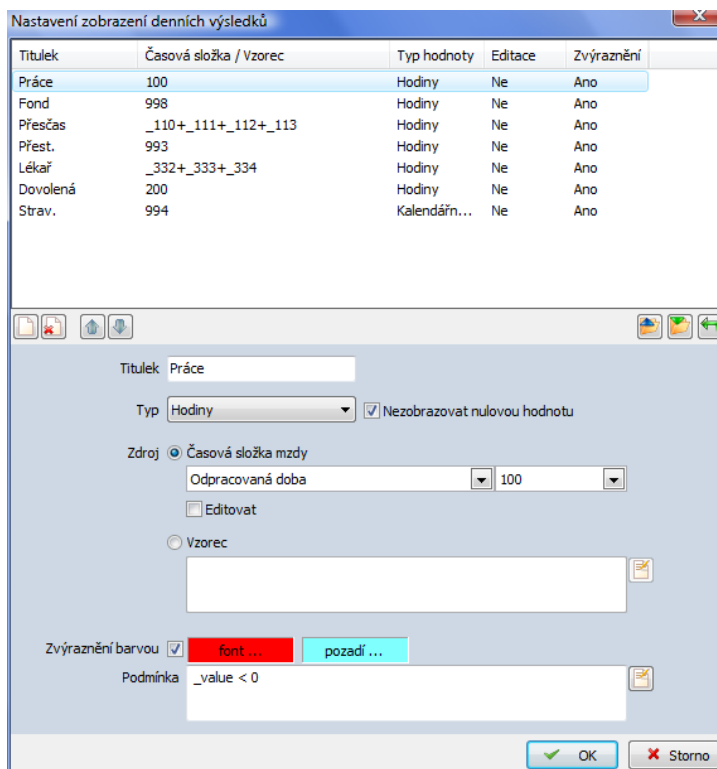 Nastavení zobrazení denních výsledků
Titulek Časová složka / Vzorec Typ hodnoty Editace Zvýraznění
Práce 100 Hodiny Ne Ano
Fond 998 Hodiny Ne Ano
Přesčas _110+_111+_112+_113 Hodiny Ne Ano
Přest. 993 Hodiny Ne Ano
Lékař _332+_333+_334 Hodiny Ne Ano
Dovolená 200 Hodiny Ne Ano
Strav. 994 Kalendářn... Ne Ano
Titulek Práce
Typ Hodiny Nezobrazovat nulovou hodnotu
Zdroj Časová složka mzdy
Odpracovaná doba 100
Editovat
Vzorec
Zvýraznění barvou font ... pozadí ...
Podmínka _value < 0
OK Storno